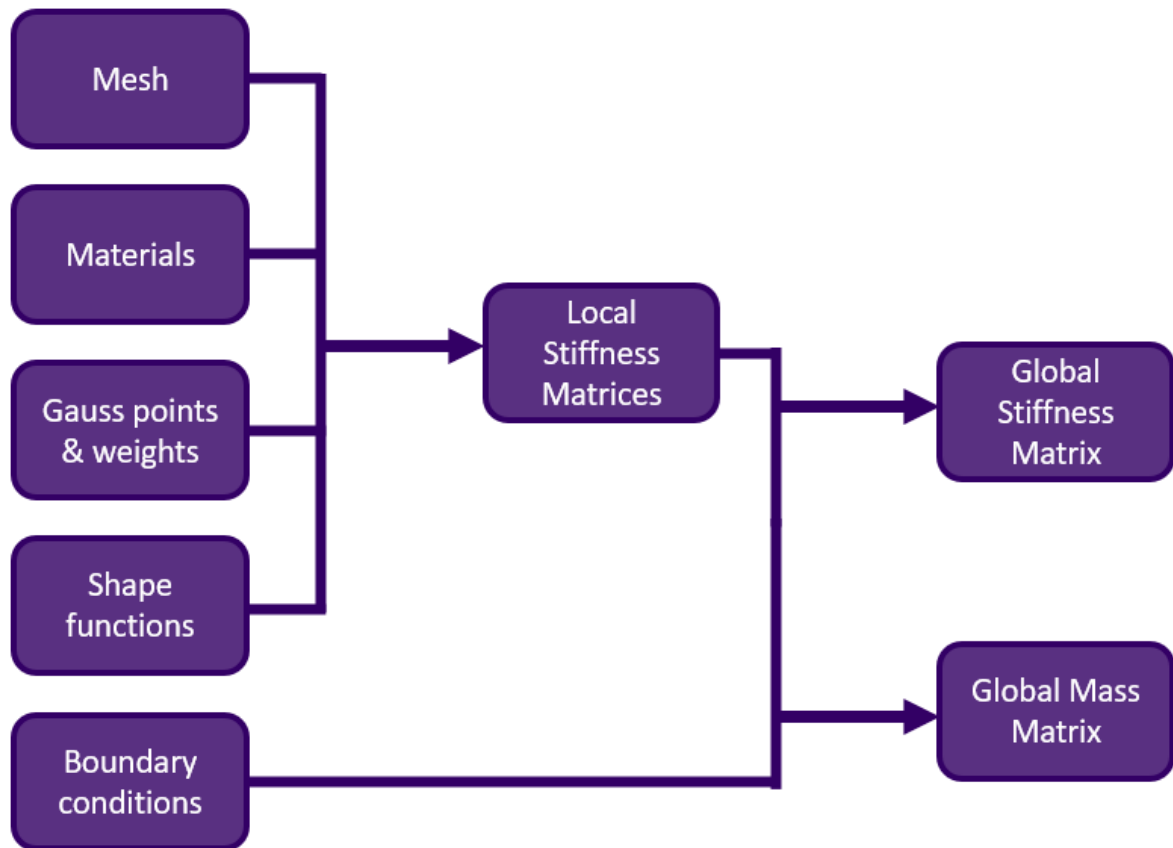 Mesh
Materials
Gauss points
& weights
Shape
functions
Boundary
conditions
Local
Stiffness
Matrices
Global
Stiffness
Matrix
Global Mass
Matrix